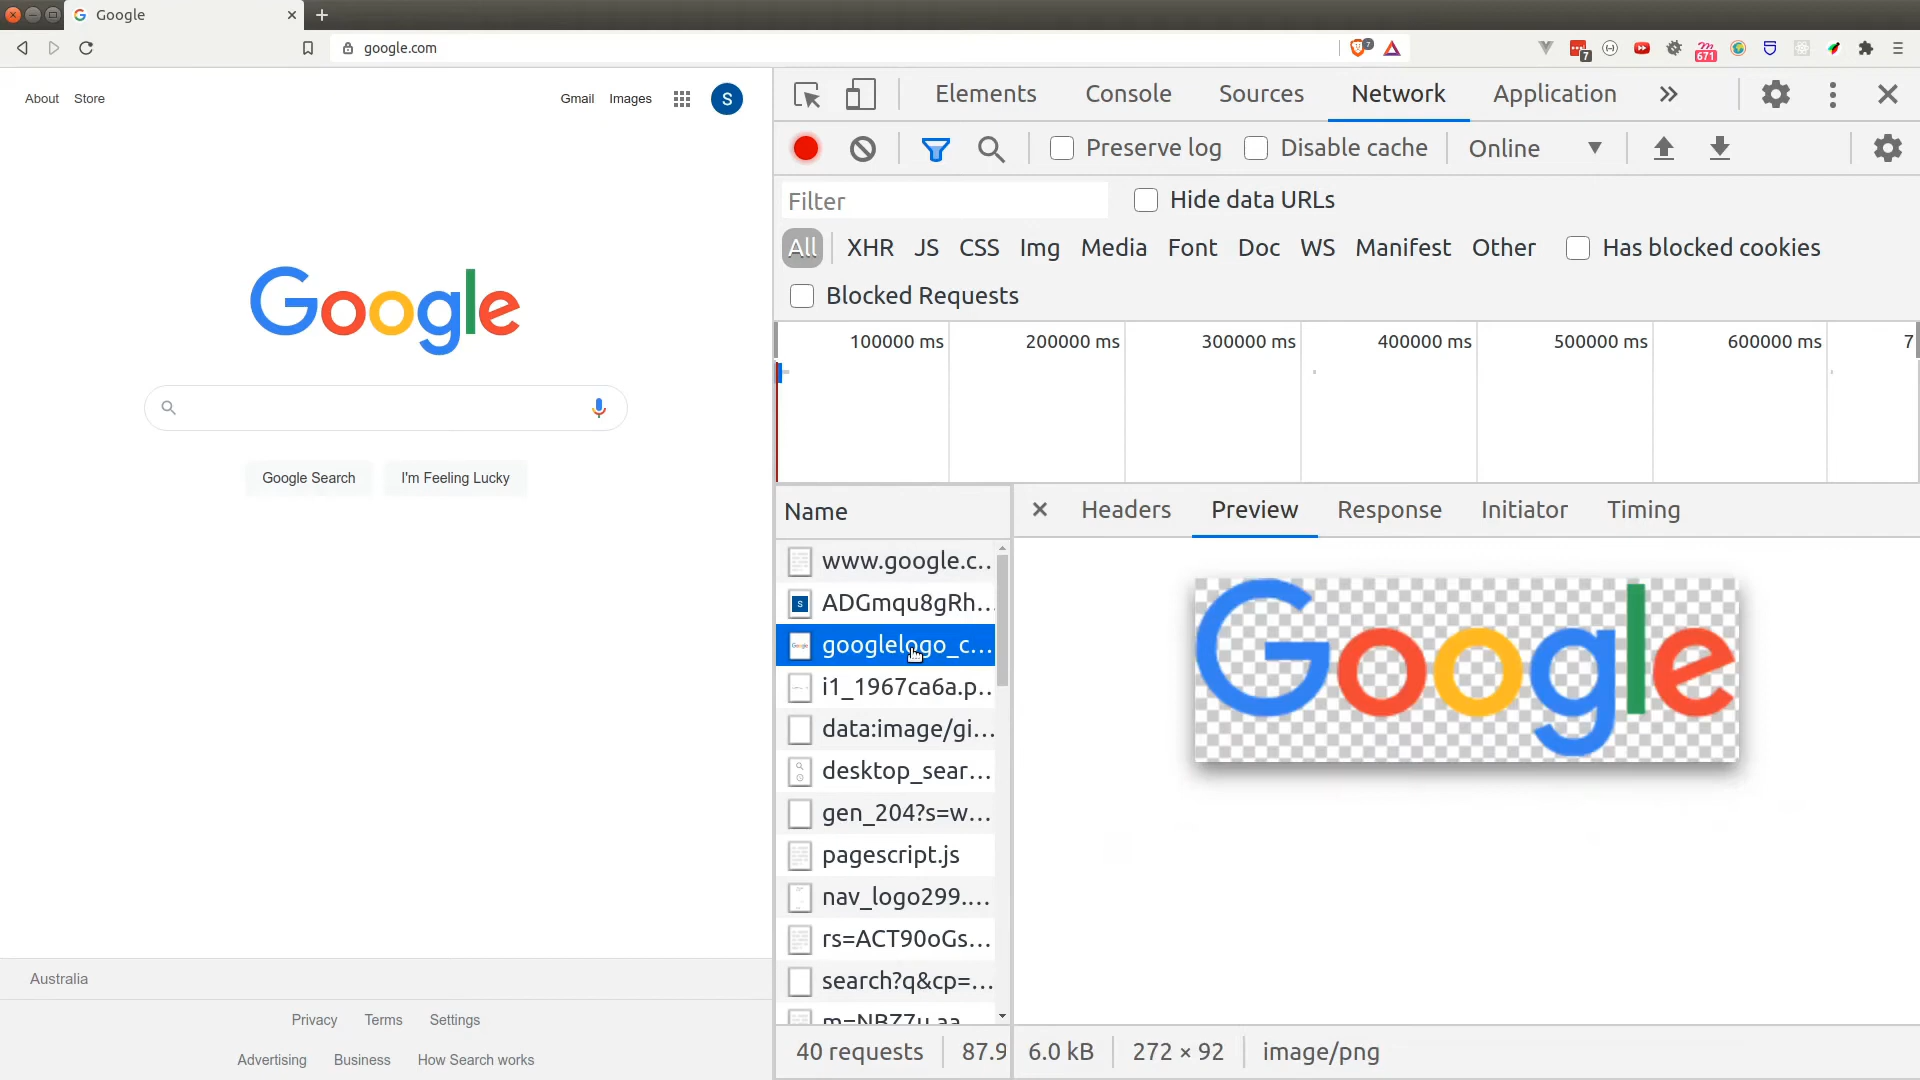 Google
google.com
7
7
671
About Store Gmail Images S
Google
Google Search I'm Feeling Lucky
Australia
Privacy Terms Settings
Advertising Business How Search works
Elements Console Sources Network Application
Preserve log Disable cache Online
Filter Hide data URLs
All XHR JS CSS Img Media Font Doc WS Manifest Other Has blocked cookies
Blocked Requests
100000 ms 200000 ms 300000 ms 400000 ms 500000 ms 600000 ms 7
Name
Headers Preview Response Initiator Timing
www.google.c...
ADGmqu8gRh...
googlelogo_c...
i1_1967ca6a.p...
data:image/gi...
desktop_sear...
gen_204?s=w...
pagescript.js
nav_logo299....
rs=ACT90oGs...
search?q&cp=...
Google
40 requests 87.9 6.0 kB 272 × 92 image/png